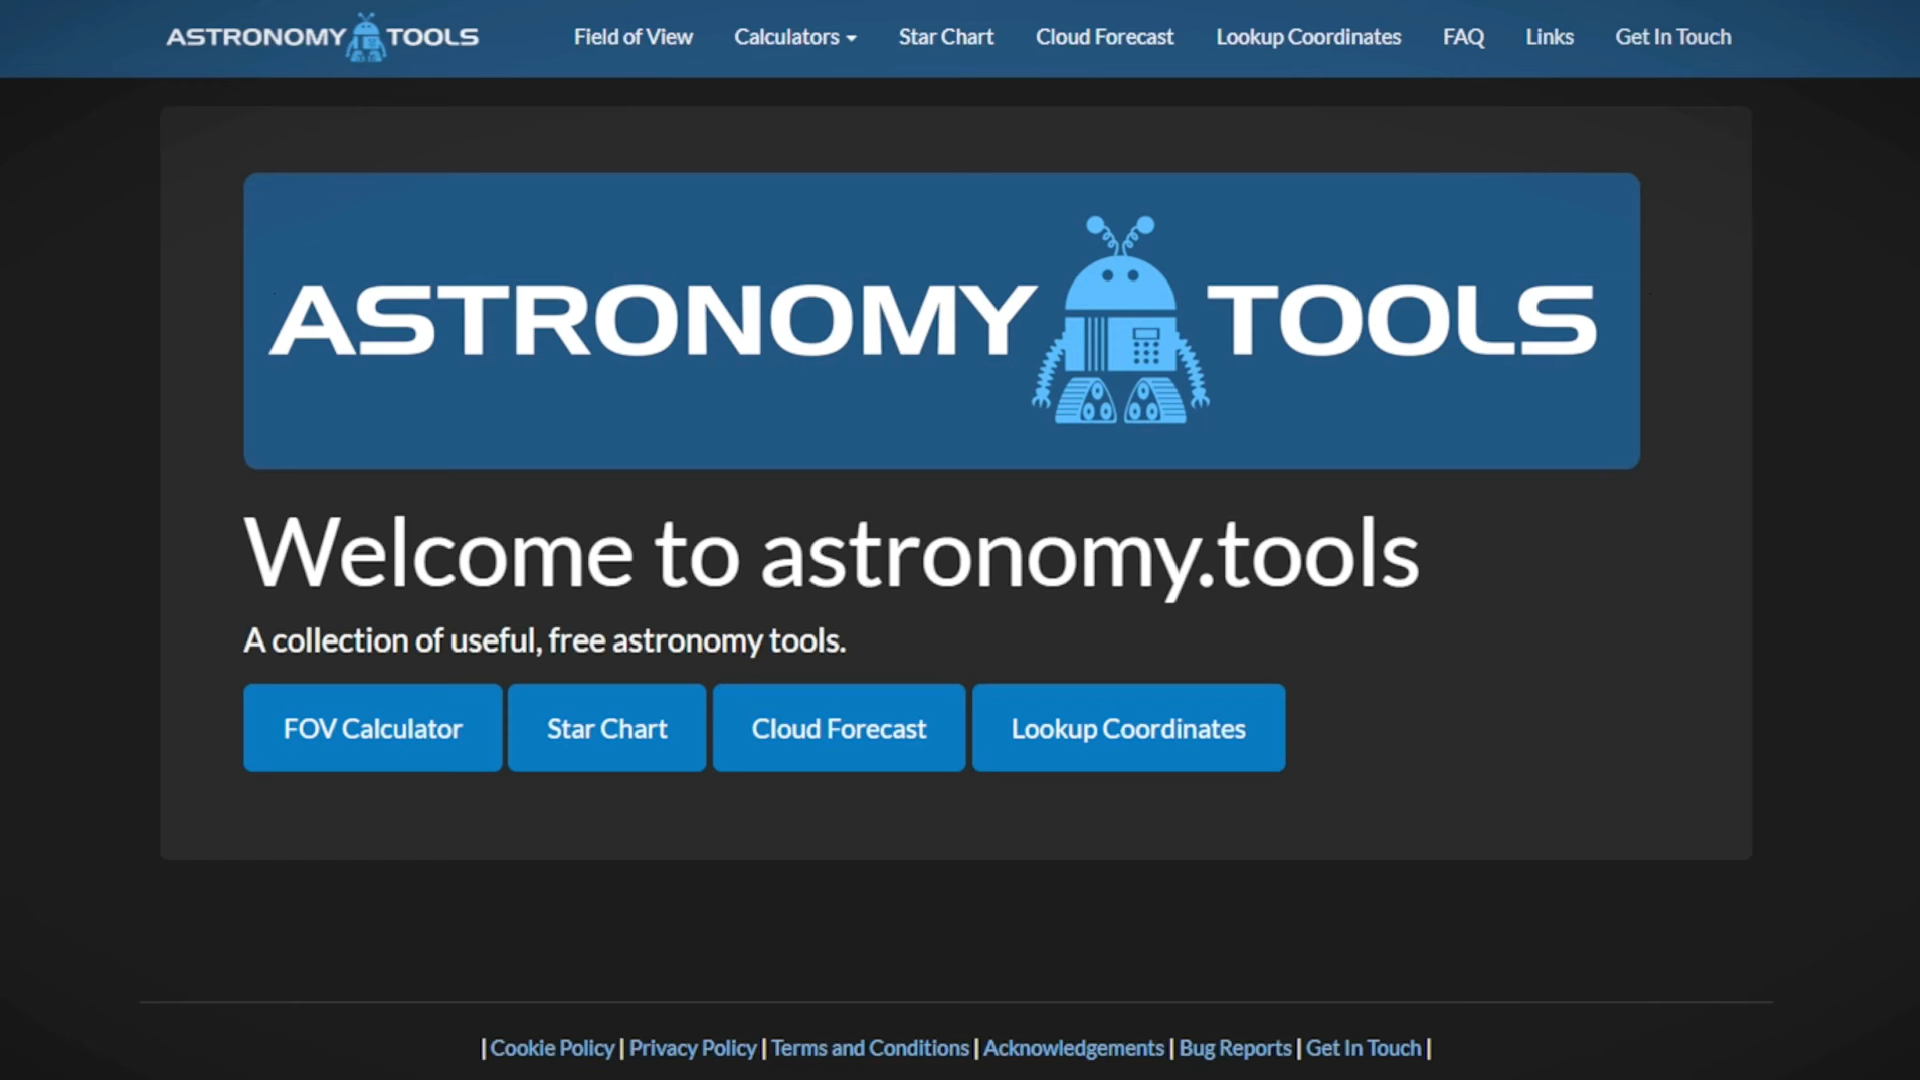 ASTRONOMY TOOLS Field of View Calculators Star Chart Cloud Forecast Lookup Coordinates FAQ Links Get In Touch
ASTRONOMY TOOLS
Welcome to astronomy.tools
A collection of useful, free astronomy tools.
FOV Calculator Star Chart Cloud Forecast Lookup Coordinates
| Cookie Policy | Privacy Policy | Terms and Conditions | Acknowledgements | Bug Reports | Get In Touch |